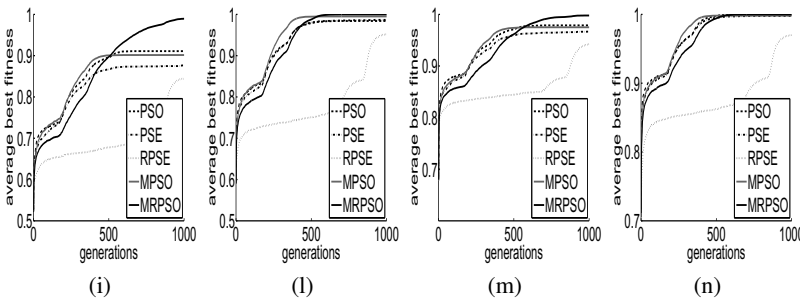 average best fitness
1
0.9
0.8
0.7
0.6
0.5
0
500
1000
generations
PSO
PSE
RPSE
MPSO
MRPSO
(i)
average best fitness
1
0.9
0.8
0.7
0.6
0.5
0
500
1000
generations
PSO
PSE
RPSE
MPSO
MRPSO
(l)
average best fitness
1
0.9
0.8
0.7
0
500
1000
generations
PSO
PSE
RPSE
MPSO
MRPSO
(m)
average best fitness
1
0.9
0.8
0.7
0
500
1000
generations
PSO
PSE
RPSE
MPSO
MRPSO
(n)